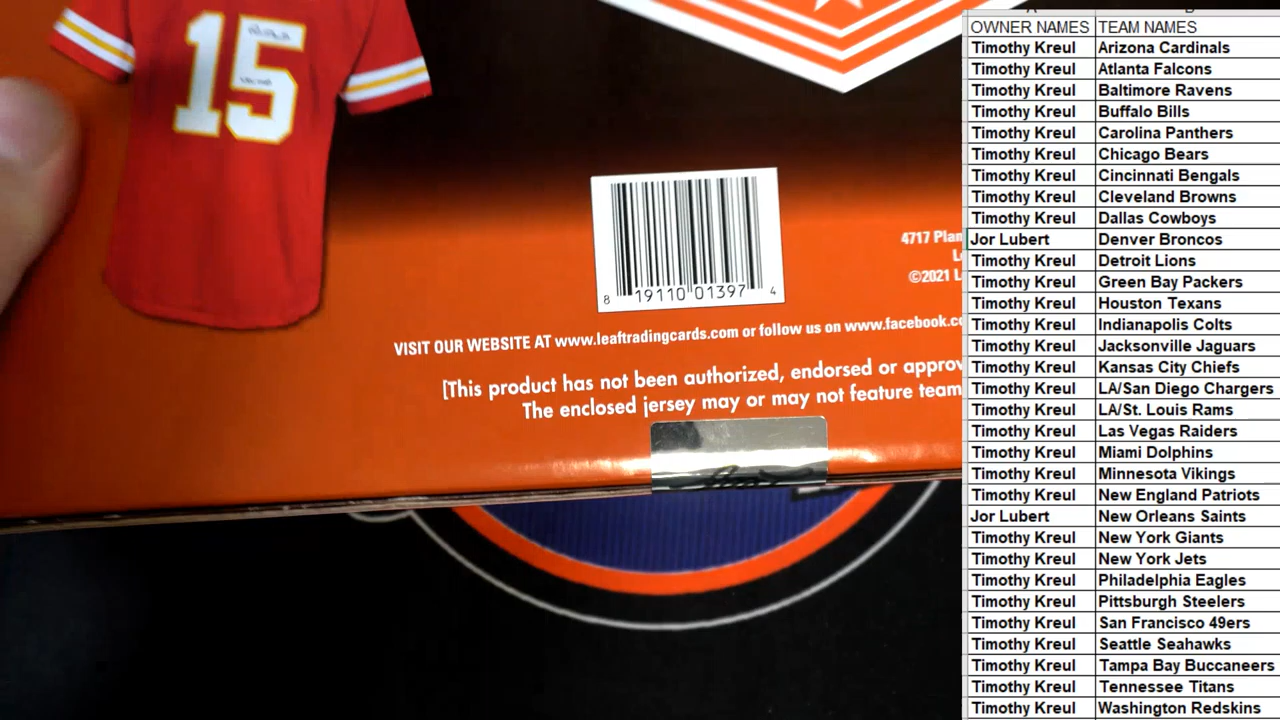 15
8 19110 01397 4
4717 Plan
©2021 L
VISIT OUR WEBSITE AT www.leaftradingcards.com or follow us on www.facebook.co
[This product has not been authorized, endorsed or approv
The enclosed jersey may or may not feature team
OWNER NAMES TEAM NAMES
Timothy Kreul Arizona Cardinals
Timothy Kreul Atlanta Falcons
Timothy Kreul Baltimore Ravens
Timothy Kreul Buffalo Bills
Timothy Kreul Carolina Panthers
Timothy Kreul Chicago Bears
Timothy Kreul Cincinnati Bengals
Timothy Kreul Cleveland Browns
Timothy Kreul Dallas Cowboys
Jor Lubert Denver Broncos
Timothy Kreul Detroit Lions
Timothy Kreul Green Bay Packers
Timothy Kreul Houston Texans
Timothy Kreul Indianapolis Colts
Timothy Kreul Jacksonville Jaguars
Timothy Kreul Kansas City Chiefs
Timothy Kreul LA/San Diego Chargers
Timothy Kreul LA/St. Louis Rams
Timothy Kreul Las Vegas Raiders
Timothy Kreul Miami Dolphins
Timothy Kreul Minnesota Vikings
Timothy Kreul New England Patriots
Jor Lubert New Orleans Saints
Timothy Kreul New York Giants
Timothy Kreul New York Jets
Timothy Kreul Philadelphia Eagles
Timothy Kreul Pittsburgh Steelers
Timothy Kreul San Francisco 49ers
Timothy Kreul Seattle Seahawks
Timothy Kreul Tampa Bay Buccaneers
Timothy Kreul Tennessee Titans
Timothy Kreul Washington Redskins